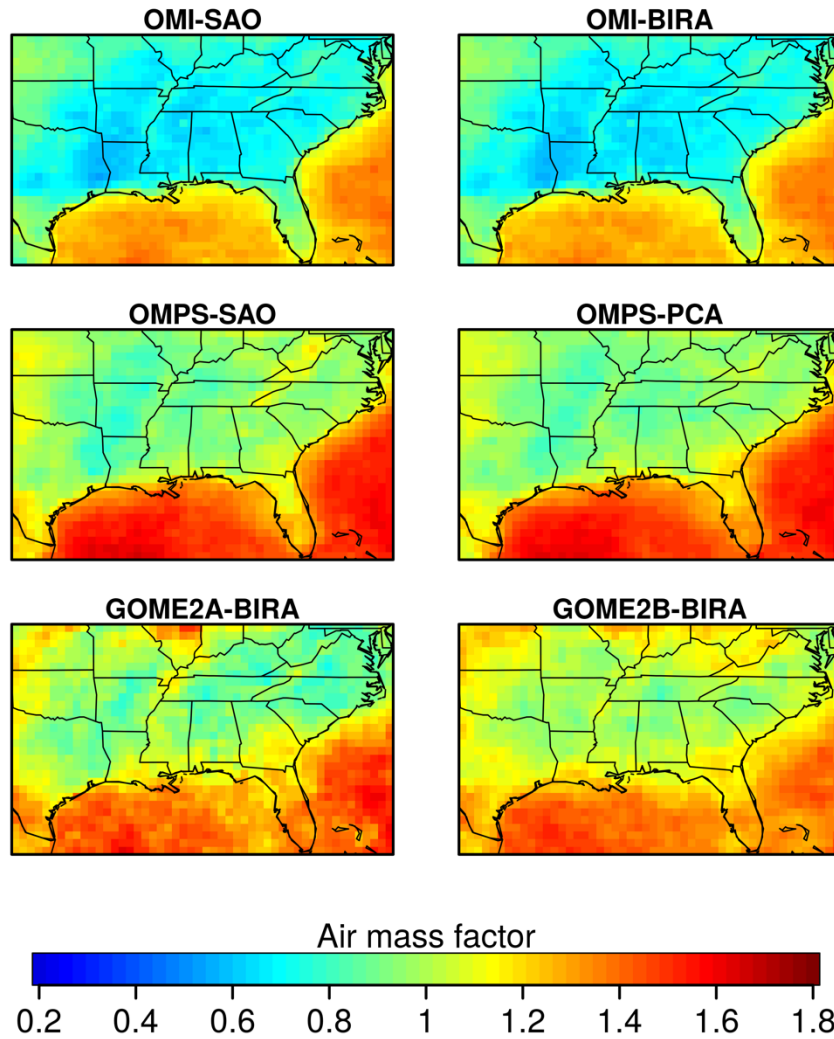 OMI-SAO OMI-BIRA
OMPS-SAO OMPS-PCA
GOME2A-BIRA GOME2B-BIRA
Air mass factor
0.2 0.4 0.6 0.8 1 1.2 1.4 1.6 1.8